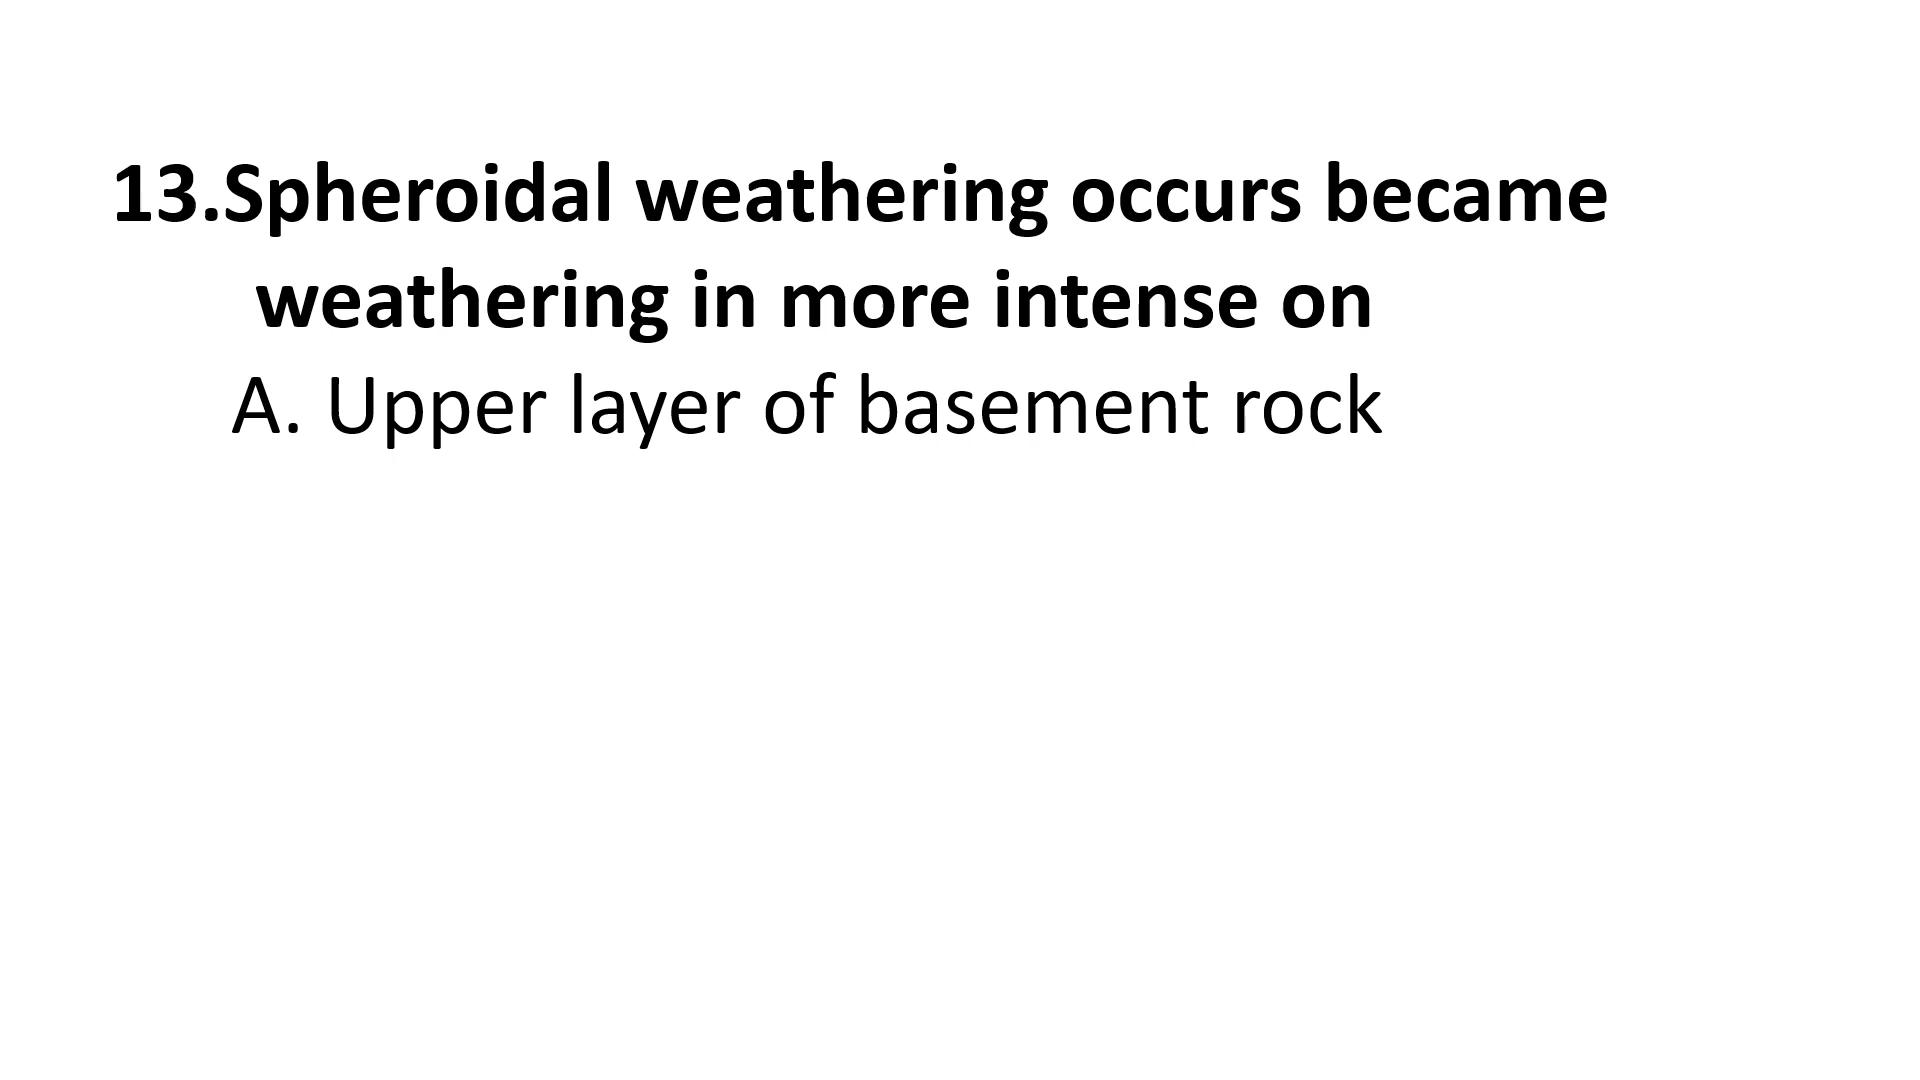 13.Spheroidal weathering occurs became
weathering in more intense on
A. Upper layer of basement rock